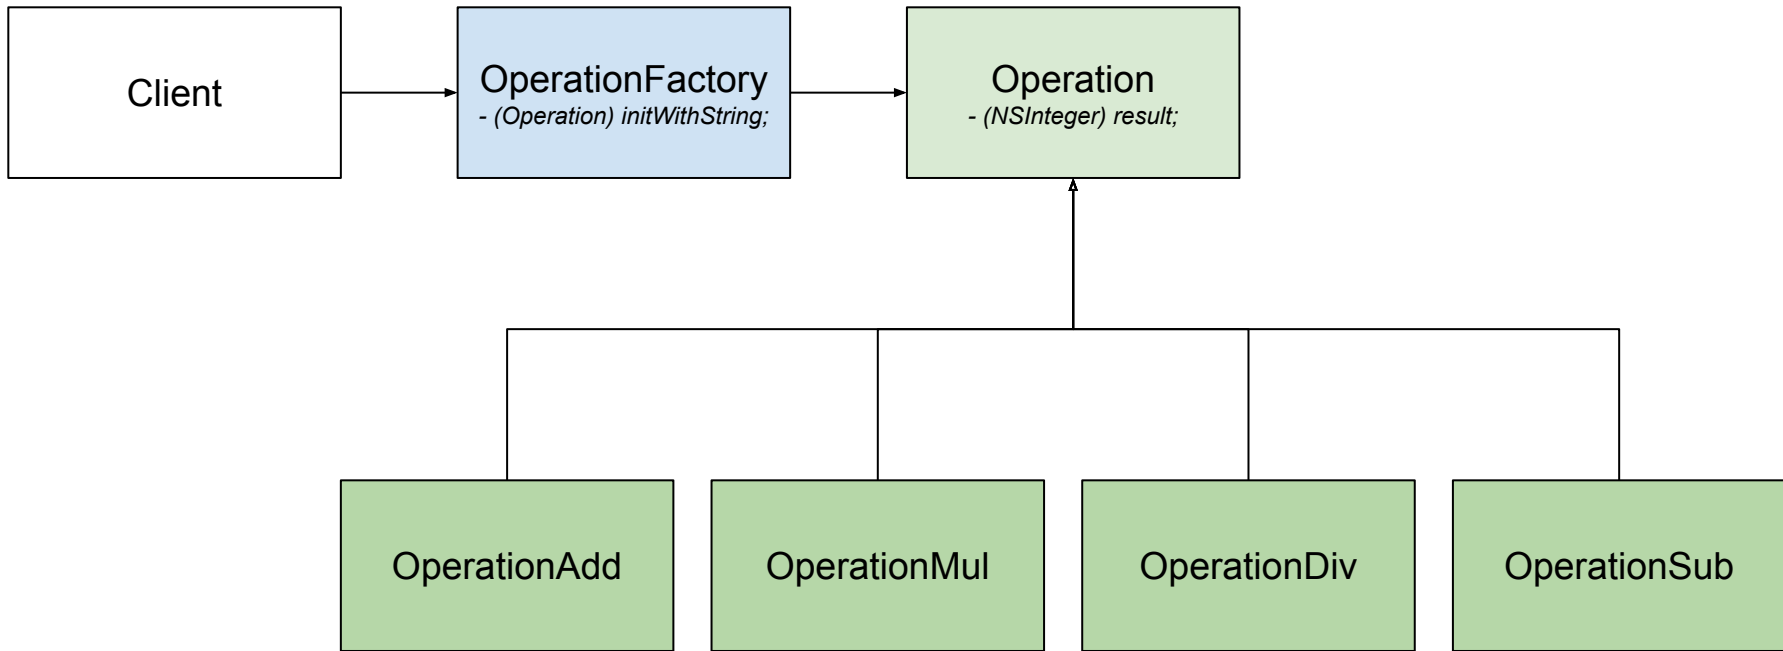 Client
OperationFactory
- (Operation) initWithString;
Operation
- (NSInteger) result;
OperationAdd
OperationMul
OperationDiv
OperationSub